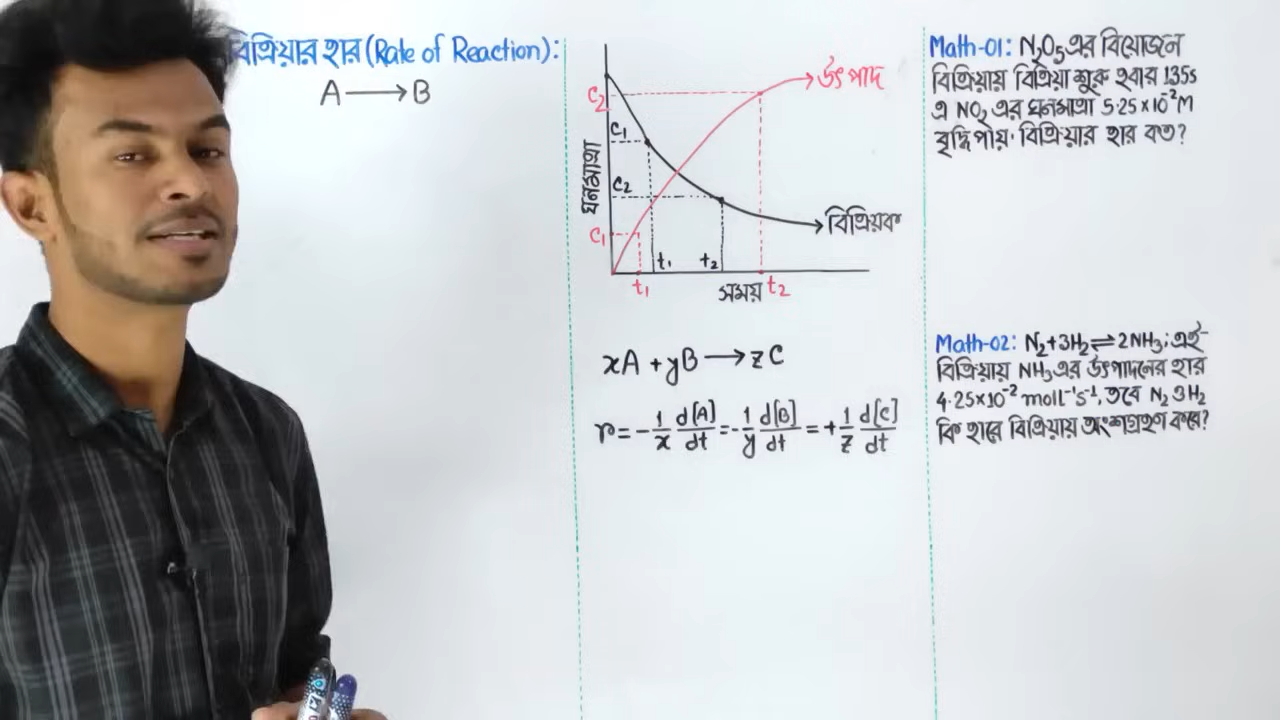 বিক্রিয়ার হার (Rate of Reaction):
A ⟶ B
C2
C1
C2
C1
ঘনমাত্রা
t1
t2
t1
t2
সময়
উৎপাদ
বিক্রিয়ক
xA + yB ⟶ zC
r = -1/x d[A]/dt = -1/y d[B]/dt = +1/z d[C]/dt
Math-01: N2O5 এর বিয়োজন
বিক্রিয়ায় বিক্রিয়া শুরু হবার 135s
এ NO2 এর ঘনমাত্রা 5.25×10⁻²M
বৃদ্ধি পায়. বিক্রিয়ার হার কত?
Math-02: N2+3H2⇌2NH3; এই
বিক্রিয়ায় NH3 এর উৎপাদনের হার
4.25×10⁻² molL⁻¹s⁻¹, তবে N2 ও H2
কি হারে বিক্রিয়ায় অংশগ্রহণ করে?